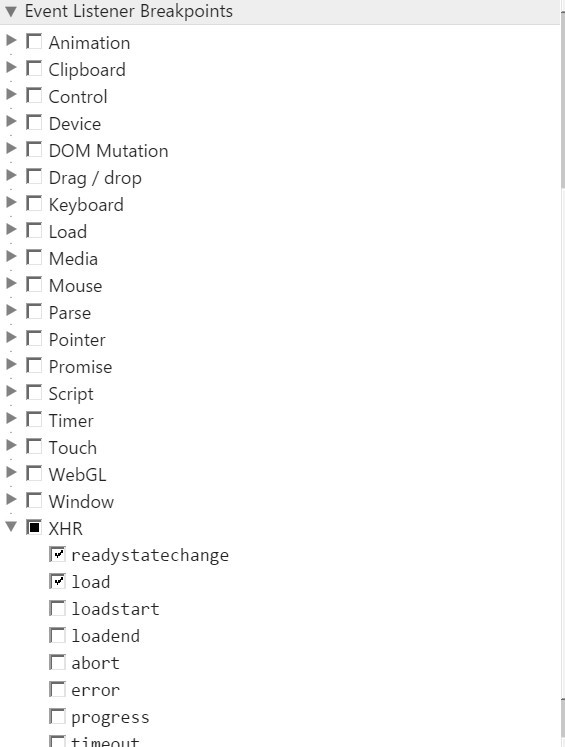 Event Listener Breakpoints
Animation
Clipboard
Control
Device
DOM Mutation
Drag / drop
Keyboard
Load
Media
Mouse
Parse
Pointer
Promise
Script
Timer
Touch
WebGL
Window
XHR
readystatechange
load
loadstart
loadend
abort
error
progress
timeout